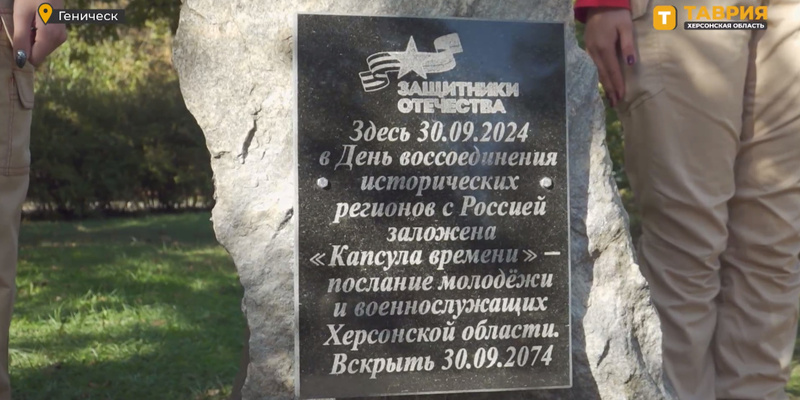 Геническ
ТАВРИЯ
ХЕРСОНСКАЯ ОБЛАСТЬ
ЗАЩИТНИКИ
ОТЕЧЕСТВА
Здесь 30.09.2024
в День воссоединения
исторических
регионов с Россией
заложена
«Капсула времени» –
послание молодёжи
и военнослужащих
Херсонской области.
Вскрыть 30.09.2074